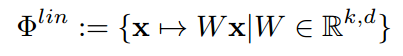 Φ^{lin} := {𝐱 ↦ W𝐱|W ∈ ℝ^{k,d}}